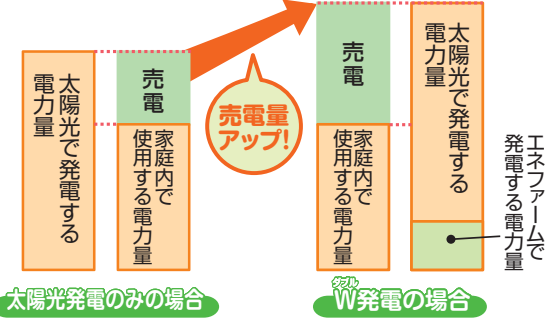 太陽光で発電する
電力量
売電
家庭内で
使用する電力量
売電量
アップ!
売電
家庭内で
使用する電力量
太陽光で発電する
電力量
エネファームで
発電する電力量
太陽光発電のみの場合
ダブル
W発電の場合